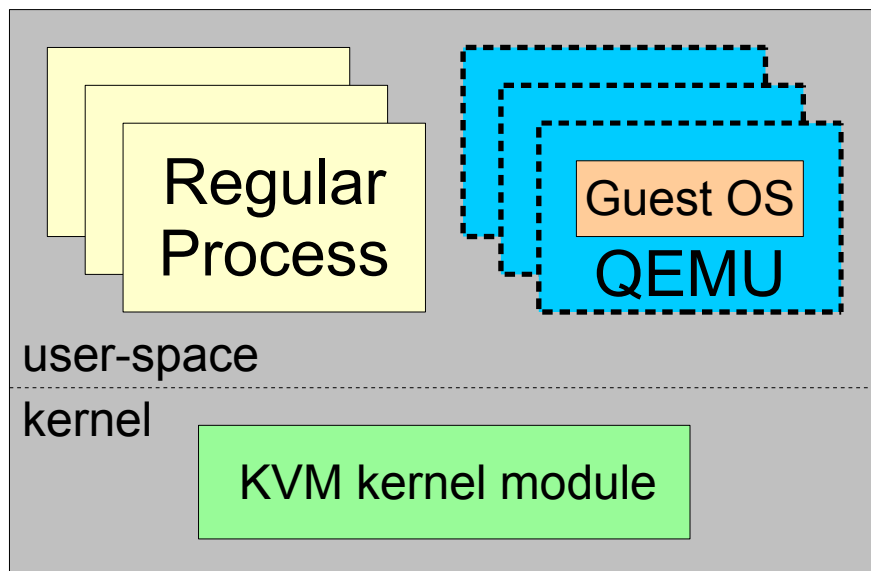 Regular
Process
Guest OS
QEMU
user-space
kernel
KVM kernel module